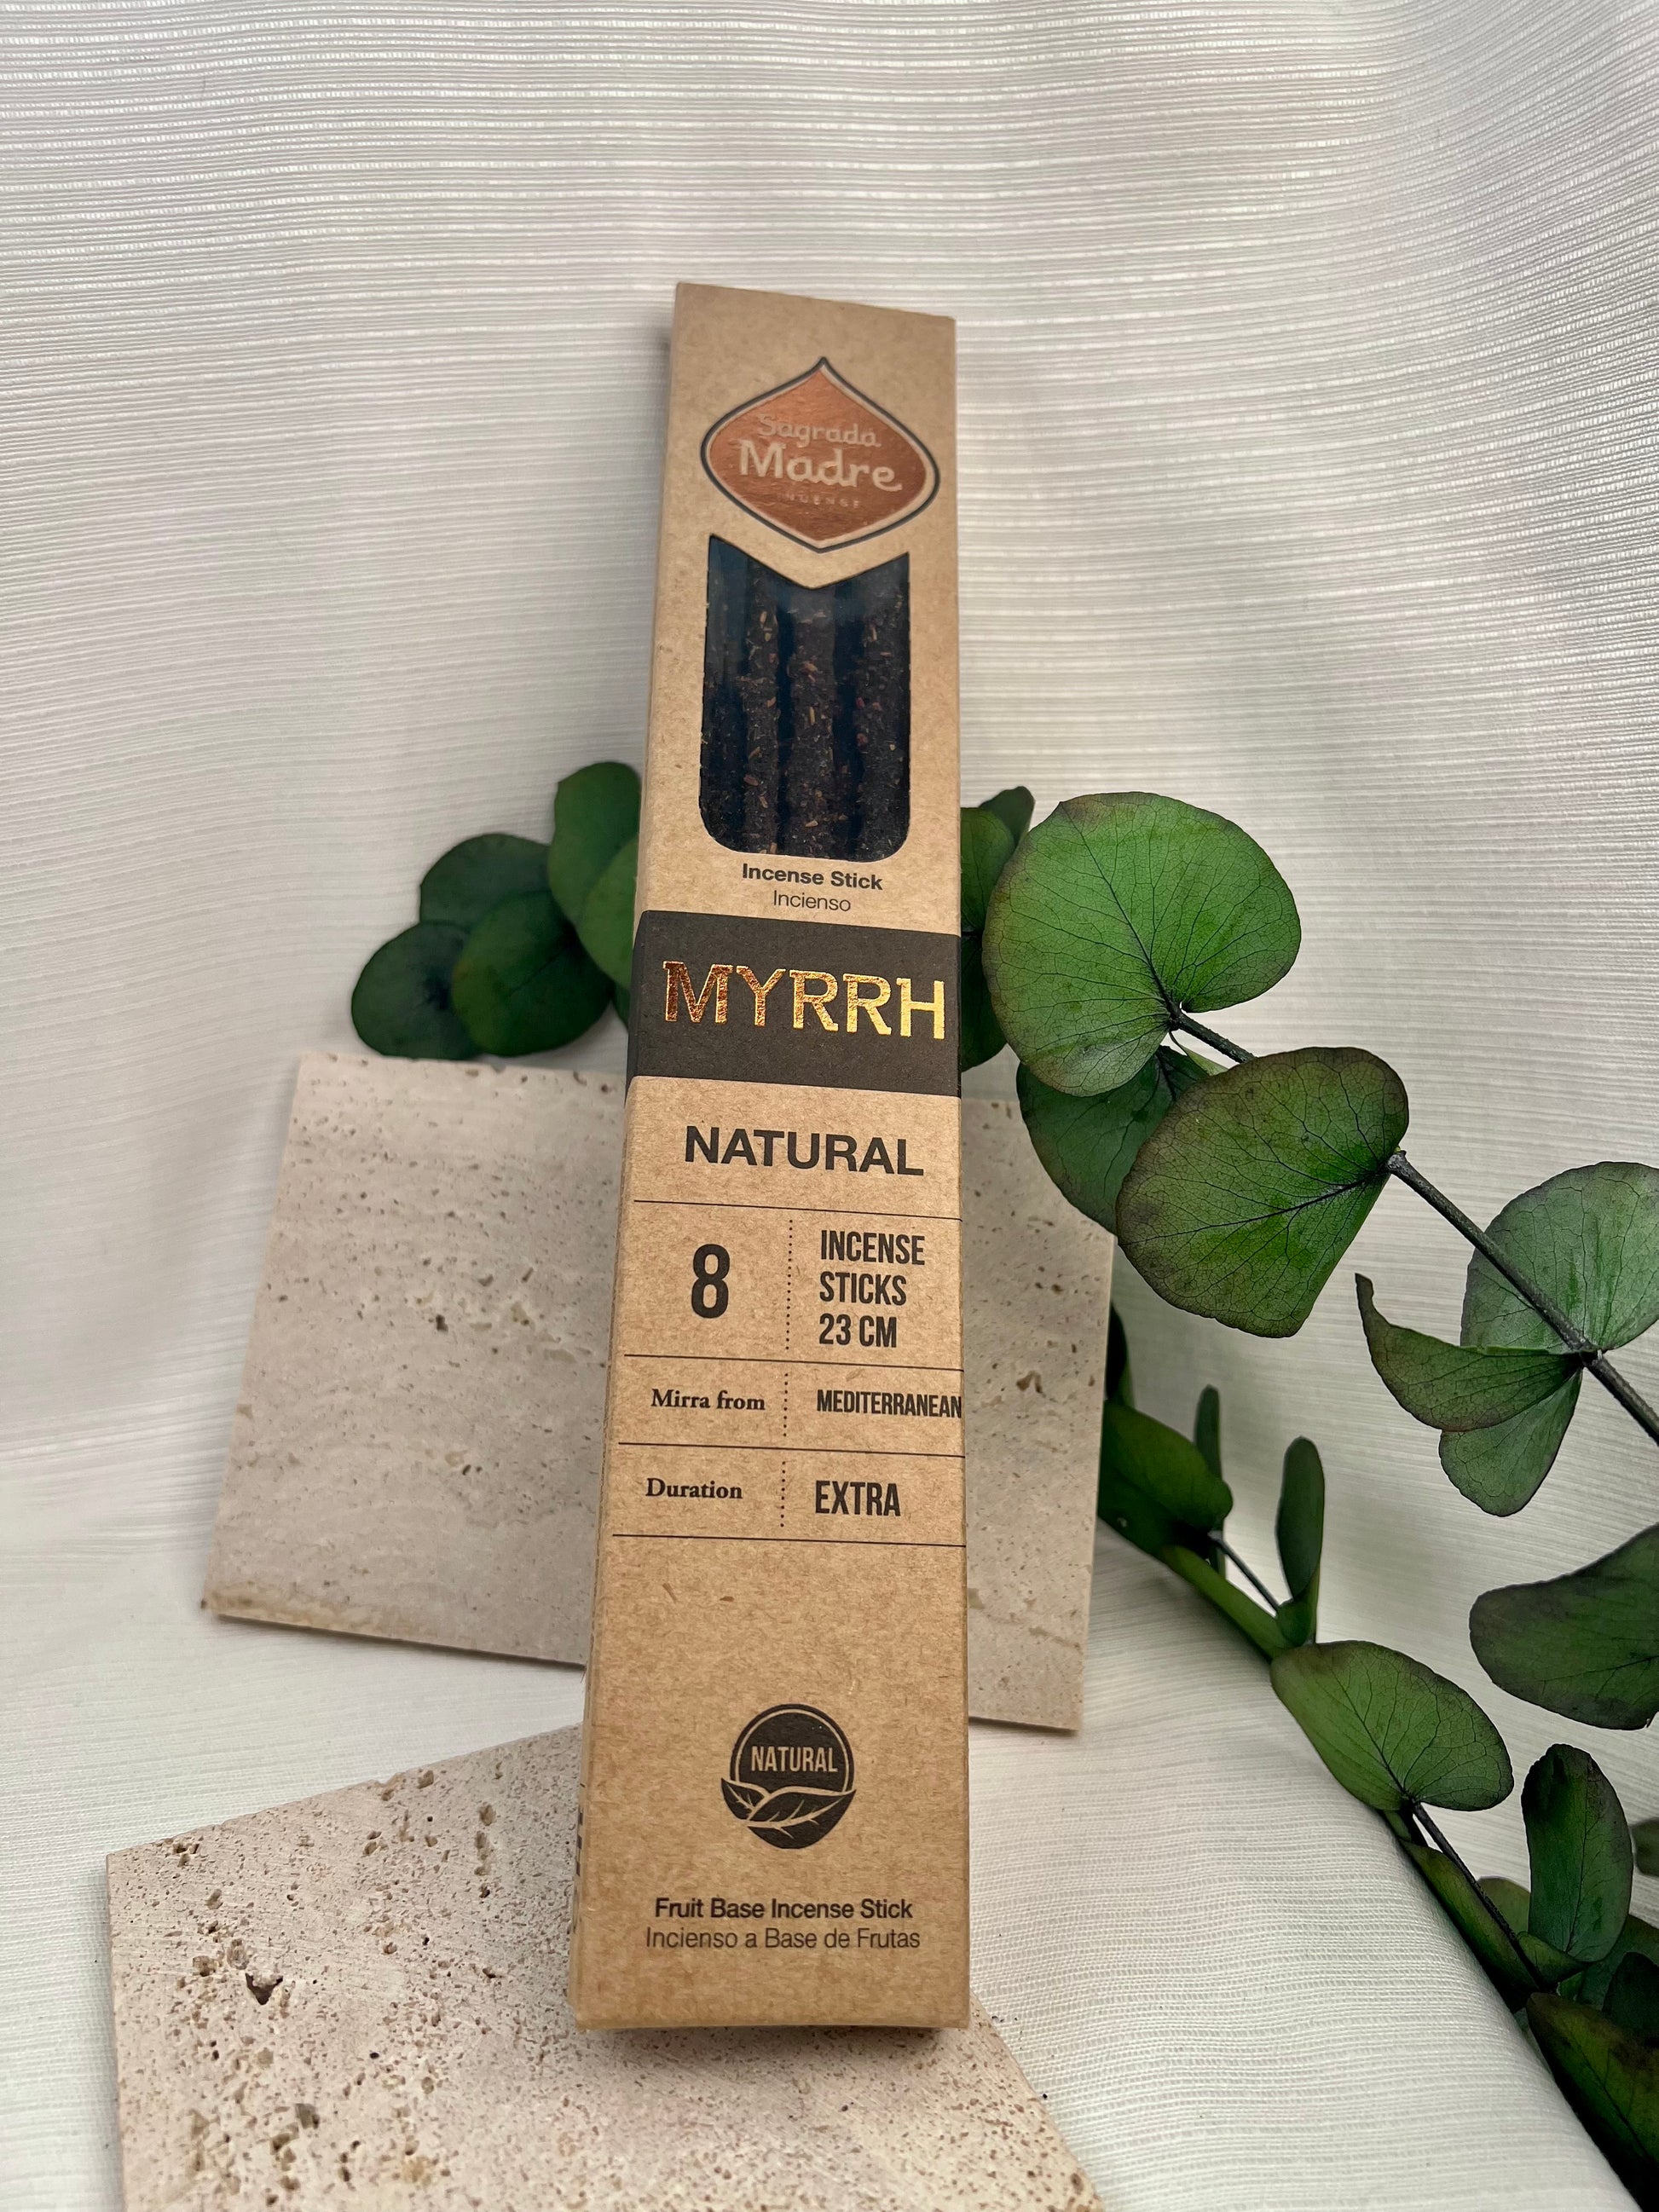 Sagrada
Madre
INCENSE
Incense Stick
Incienso
MYRRH
NATURAL
8
INCENSE
STICKS
23 CM
Mirra from
MEDITERRANEAN
Duration
EXTRA
NATURAL
Fruit Base Incense Stick
Incienso a Base de Frutas